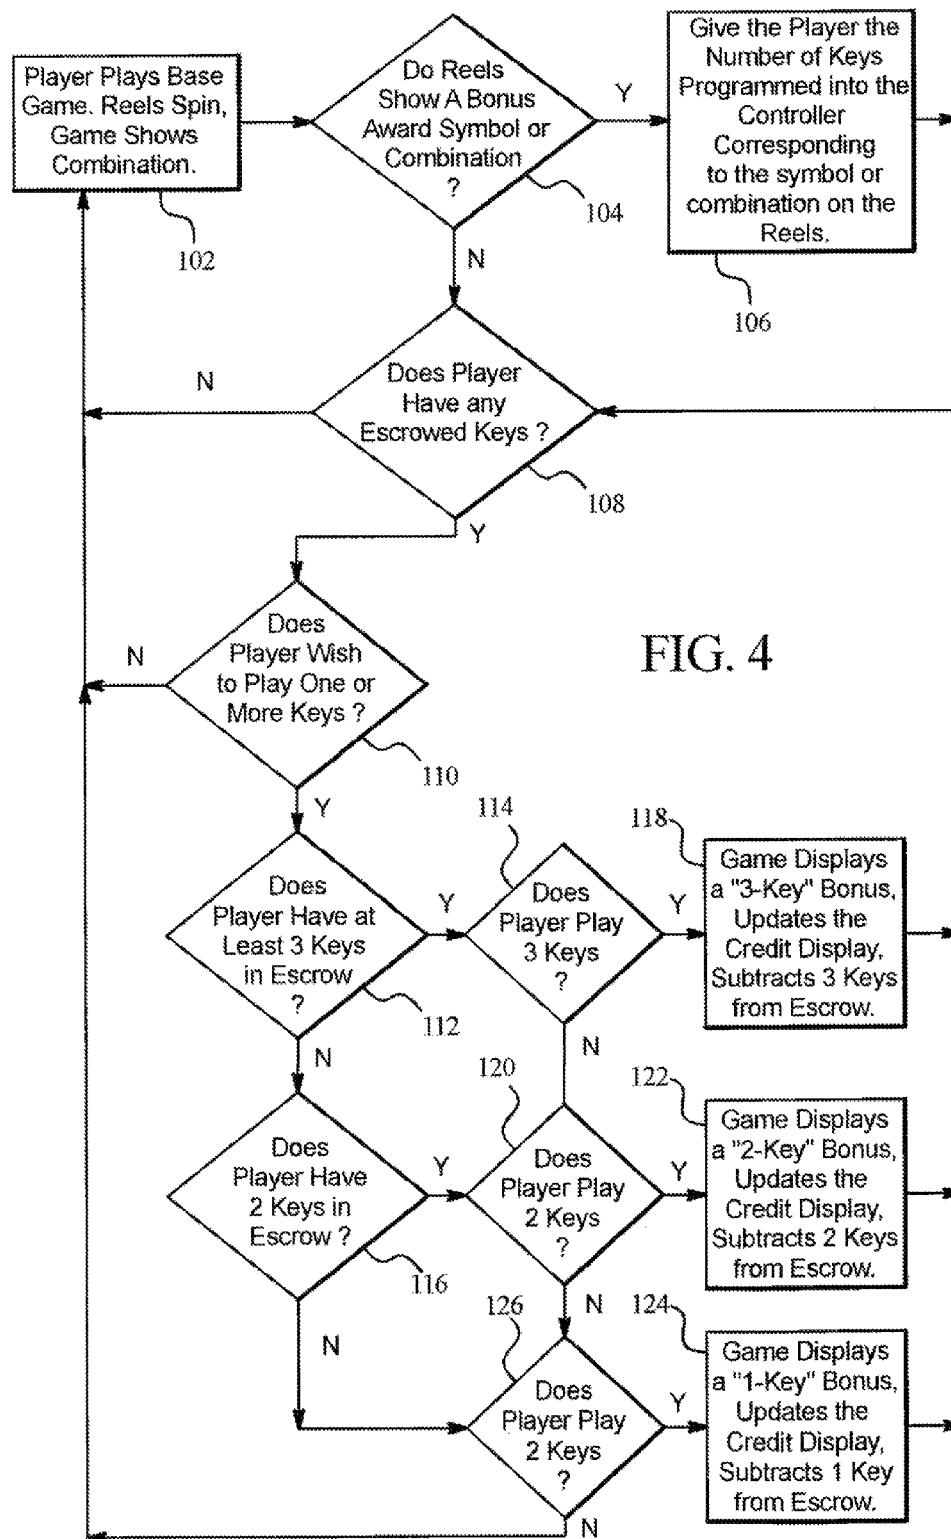 Player Plays Base
Game. Reels Spin,
Game Shows
Combination.
102
Do Reels
Show A Bonus
Award Symbol or
Combination
?
104
Y
N
Give the Player the
Number of Keys
Programmed into the
Controller
Corresponding
to the symbol or
combination on the
Reels.
106
Does Player
Have any
Escrowed Keys ?
108
N
Y
Does
Player Wish
to Play One or
More Keys ?
110
N
Y
FIG. 4
Does
Player Have at
Least 3 Keys
in Escrow
?
112
Y
N
114
Does
Player Play
3 Keys
?
Y
N
118
Game Displays
a "3-Key" Bonus,
Updates the
Credit Display,
Subtracts 3 Keys
from Escrow.
Does
Player Have
2 Keys in
Escrow ?
116
Y
N
120
Does
Player Play
2 Keys
?
Y
N
122
Game Displays
a "2-Key" Bonus,
Updates the
Credit Display,
Subtracts 2 Keys
from Escrow.
126
Does
Player Play
2 Keys
?
Y
N
124
Game Displays
a "1-Key" Bonus,
Updates the
Credit Display,
Subtracts 1 Key
from Escrow.